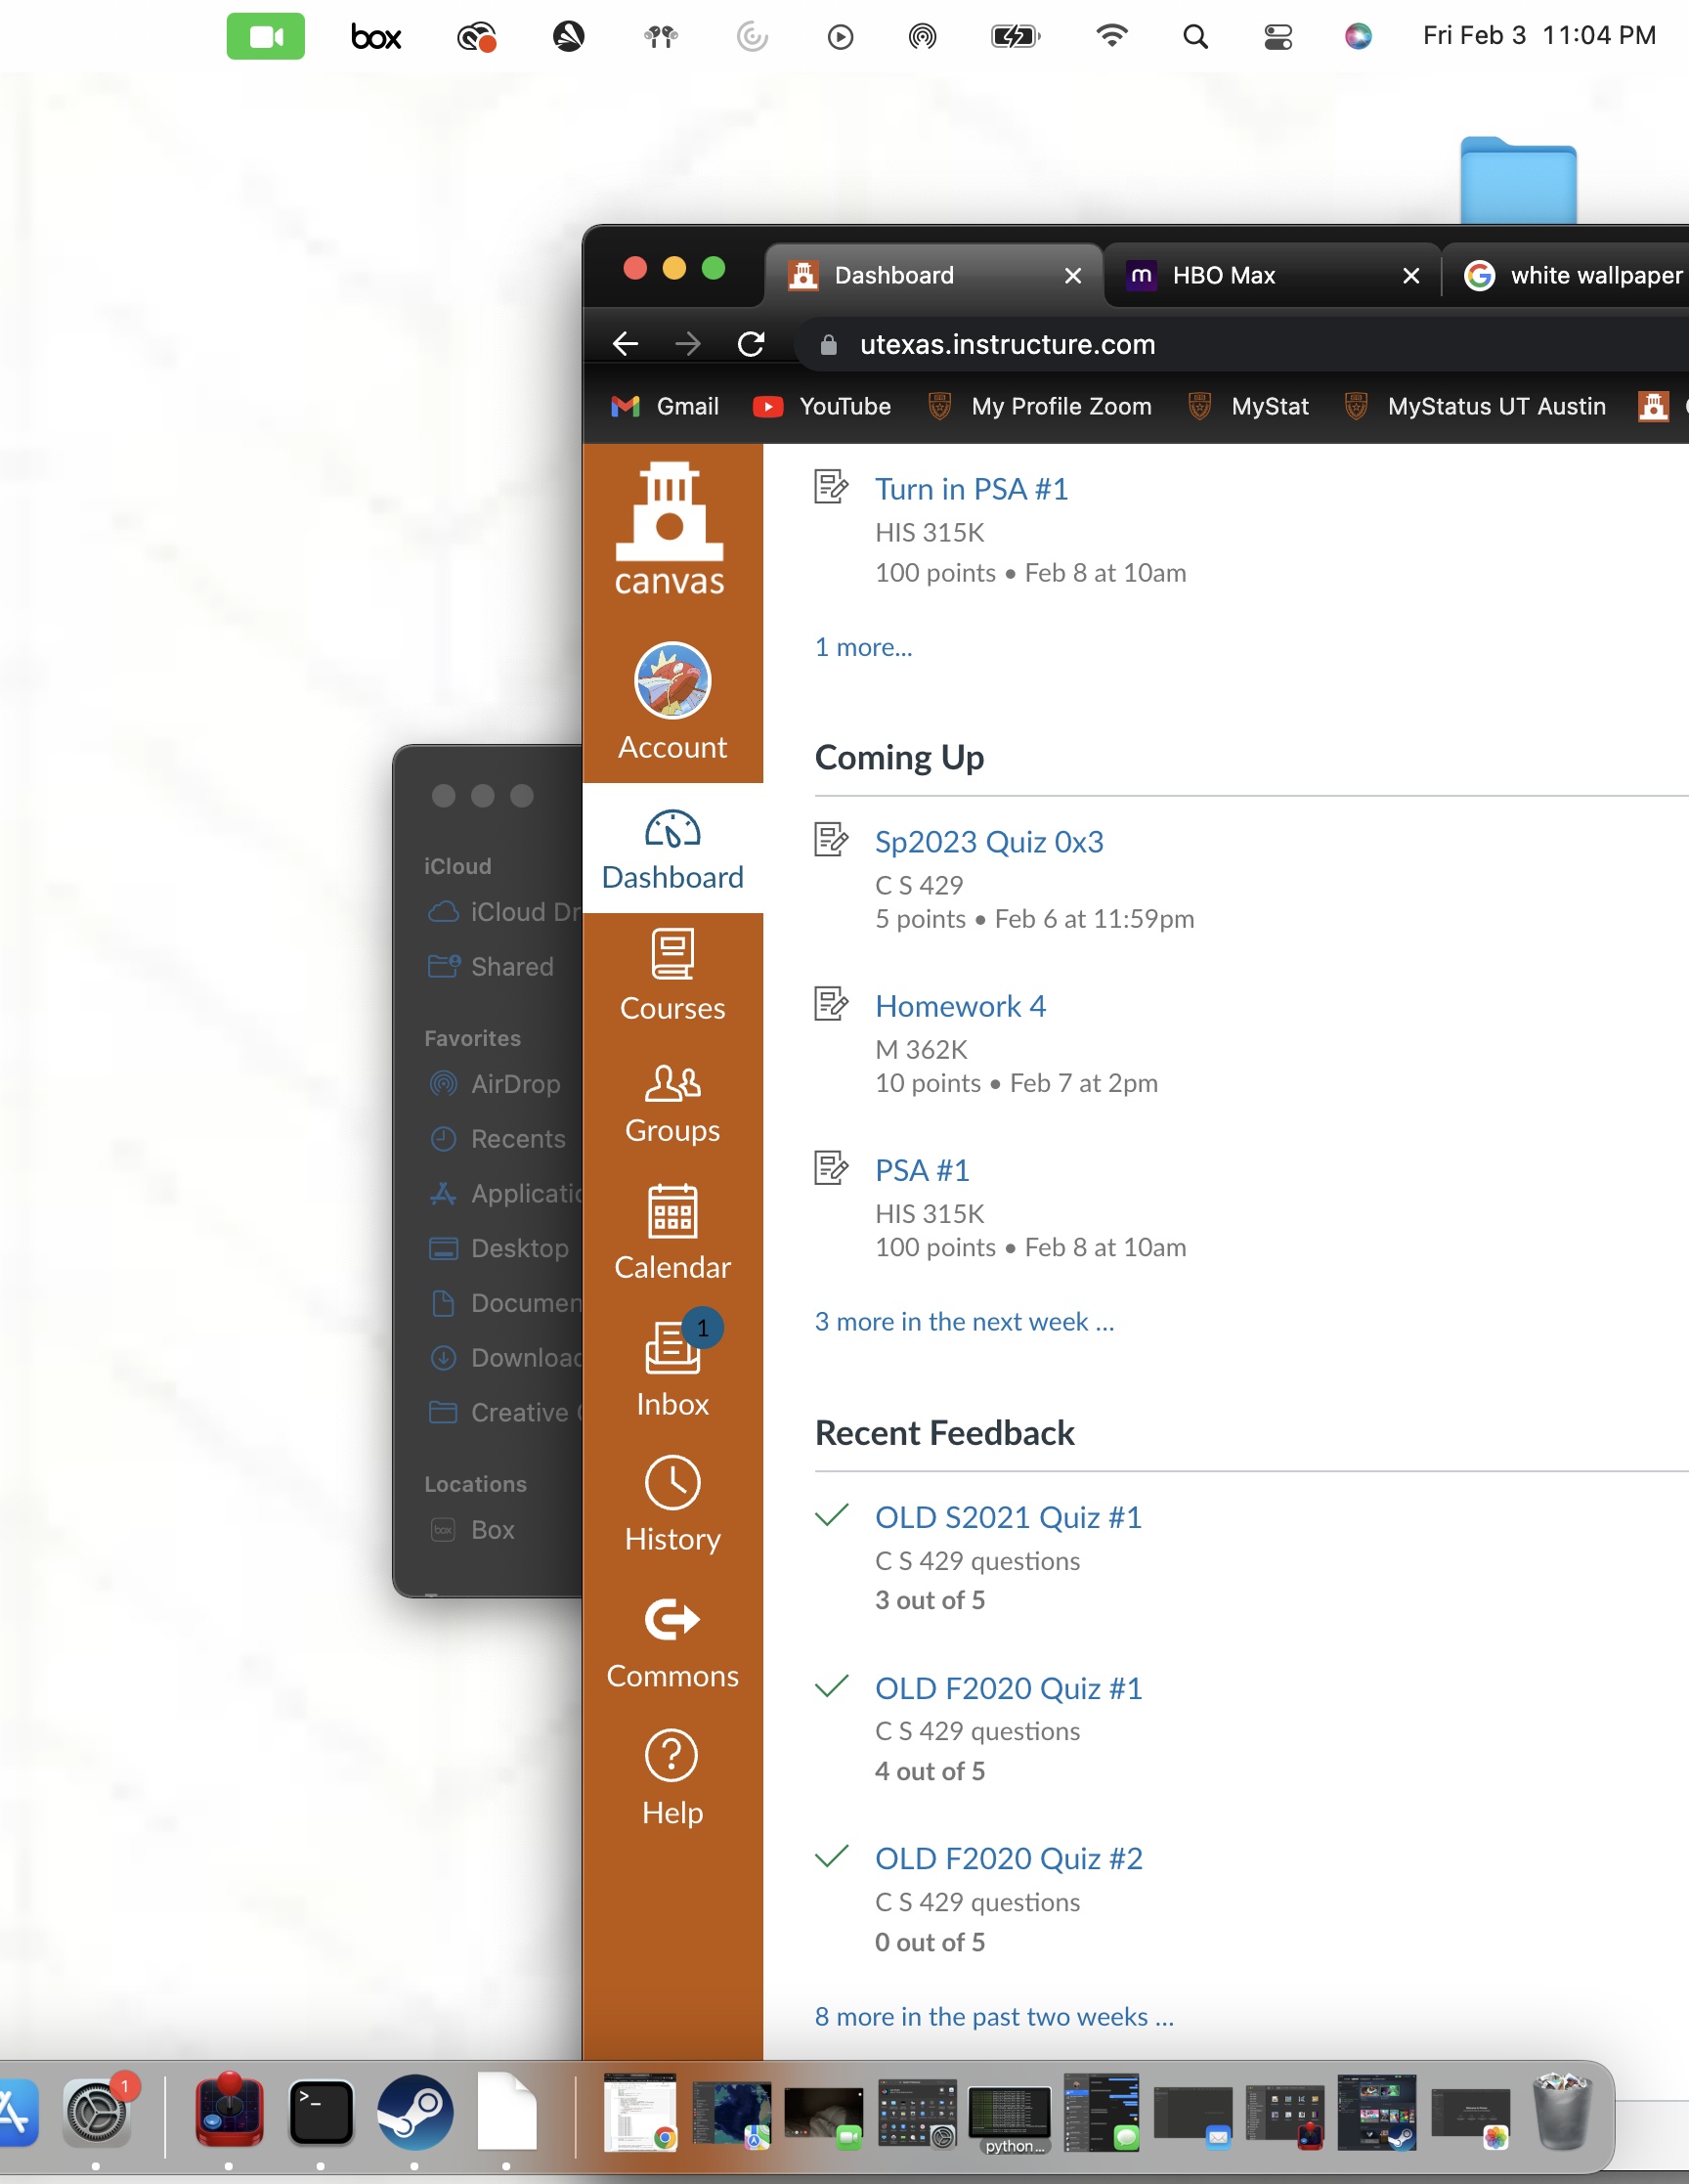 box
Fri Feb 3 11:04 PM
Dashboard
HBO Max
white wallpaper
utexas.instructure.com
Gmail
YouTube
My Profile Zoom
MyStat
MyStatus UT Austin
canvas
Account
Dashboard
Courses
Groups
Calendar
1
Inbox
History
Commons
Help
Turn in PSA #1
HIS 315K
100 points • Feb 8 at 10am
1 more...
Coming Up
Sp2023 Quiz 0x3
C S 429
5 points • Feb 6 at 11:59pm
Homework 4
M 362K
10 points • Feb 7 at 2pm
PSA #1
HIS 315K
100 points • Feb 8 at 10am
3 more in the next week ...
Recent Feedback
OLD S2021 Quiz #1
C S 429 questions
3 out of 5
OLD F2020 Quiz #1
C S 429 questions
4 out of 5
OLD F2020 Quiz #2
C S 429 questions
0 out of 5
8 more in the past two weeks ...
iCloud
iCloud Dr
Shared
Favorites
AirDrop
Recents
Applicatio
Desktop
Documen
Downloac
Creative
Locations
box
Box
1
>_
python ...